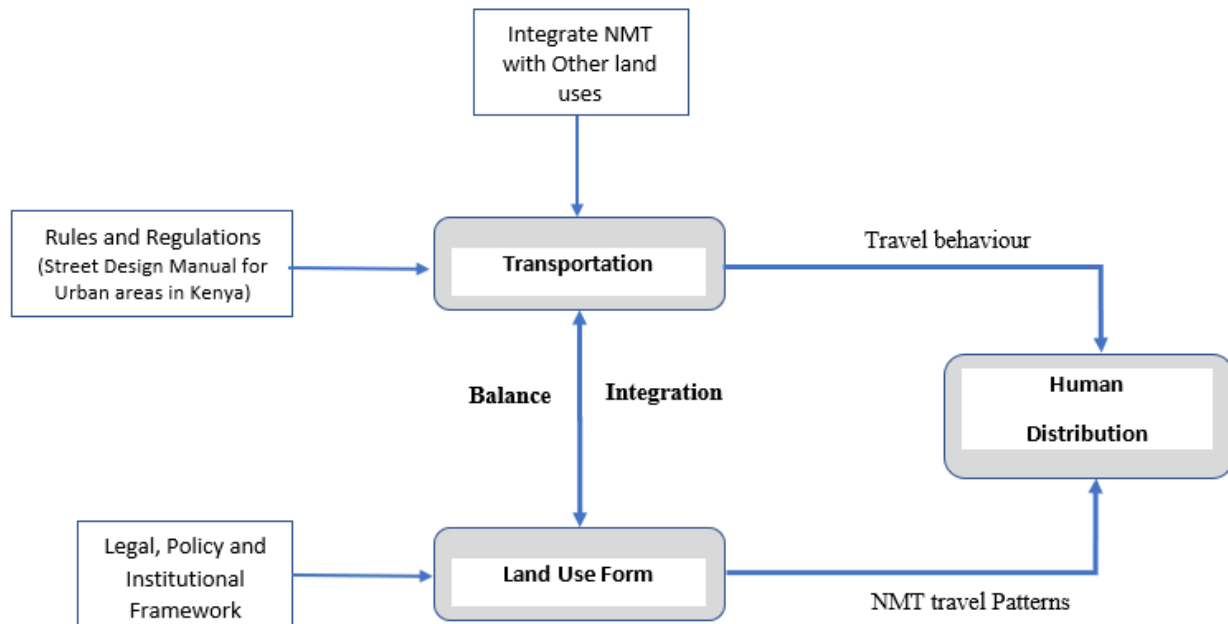 Integrate NMT
with Other land
uses
Rules and Regulations
(Street Design Manual for
Urban areas in Kenya)
Transportation
Travel behaviour
Human
Distribution
Balance
Integration
Legal, Policy and
Institutional
Framework
Land Use Form
NMT travel Patterns